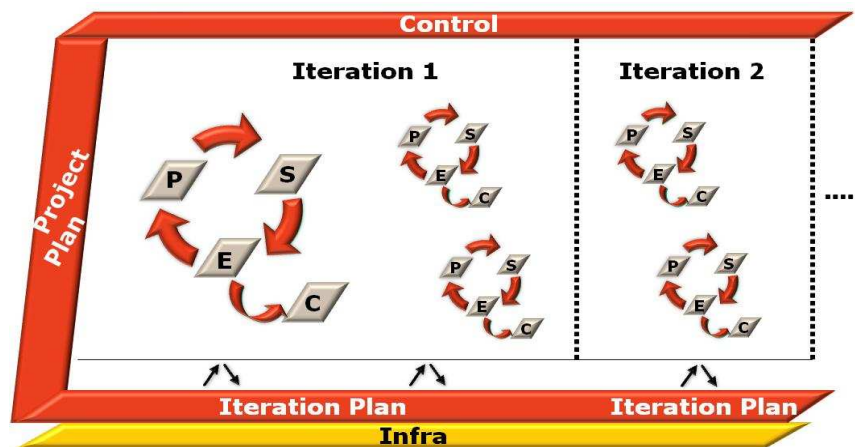 Control
Iteration 1
Iteration 2
Project
Plan
P
S
E
C
P
S
E
C
P
S
E
C
P
S
E
C
P
S
E
C
....
Iteration Plan
Iteration Plan
Infra